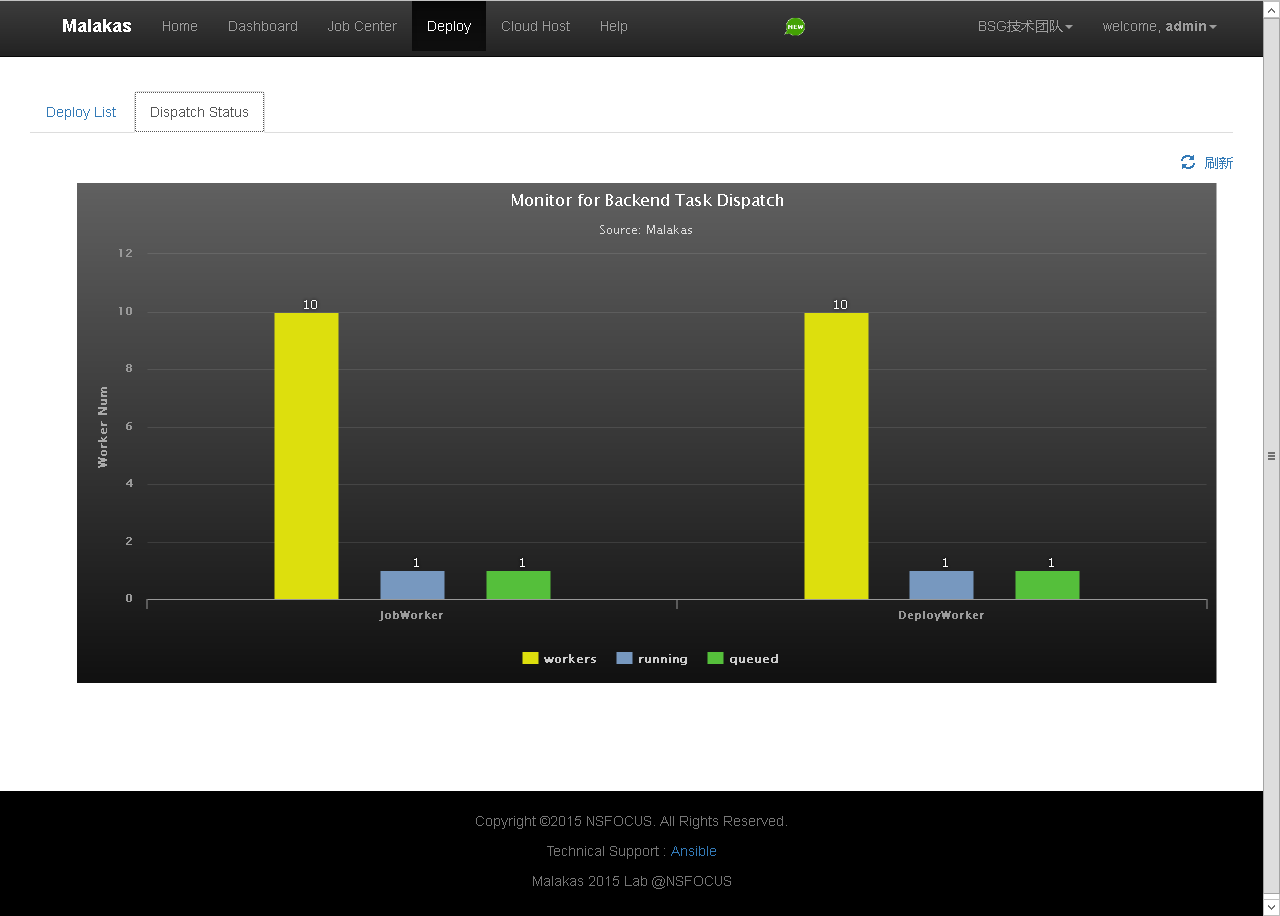 Malakas Home Dashboard Job Center Deploy Cloud Host Help NEW BSG技术团队 welcome, admin
Deploy List Dispatch Status
刷新
Monitor for Backend Task Dispatch
Source: Malakas
12
10
8
6
4
2
0
Worker Num
10
1
1
10
1
1
JobWorker DeployWorker
workers running queued
Copyright ©2015 NSFOCUS. All Rights Reserved.
Technical Support : Ansible
Malakas 2015 Lab @NSFOCUS